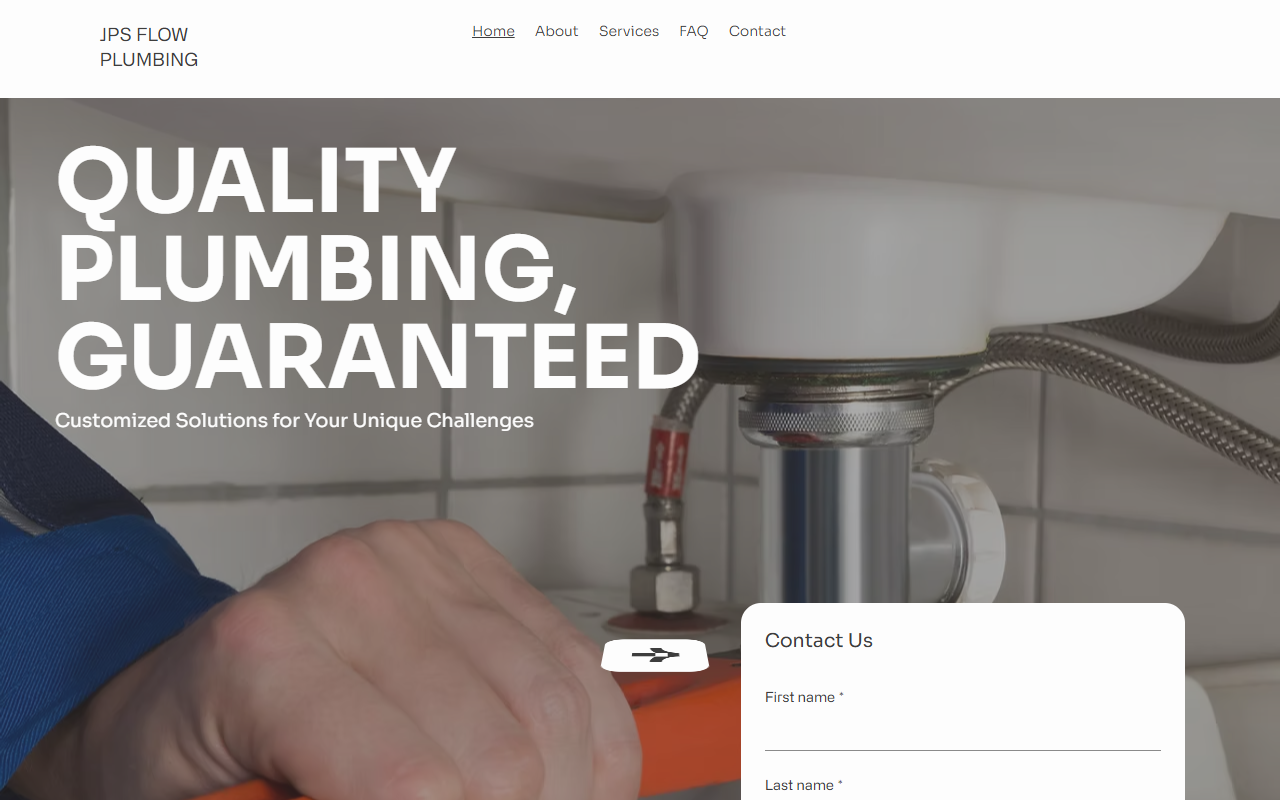 JPS FLOW
PLUMBING
Home About Services FAQ Contact
QUALITY
PLUMBING,
GUARANTEED
Customized Solutions for Your Unique Challenges
Contact Us
First name *
Last name *